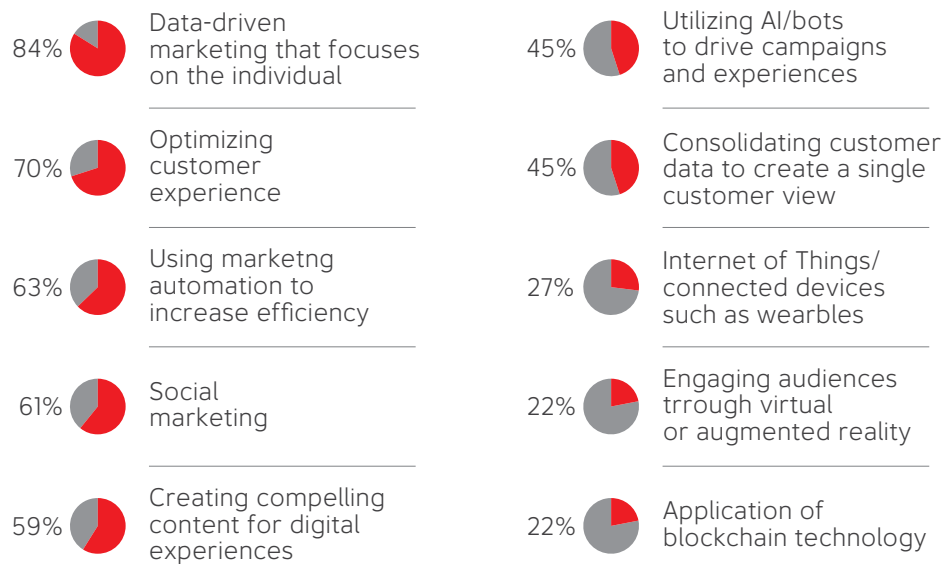 84%
Data-driven
marketing that focuses
on the individual
70%
Optimizing
customer
experience
63%
Using marketng
automation to
increase efficiency
61%
Social
marketing
59%
Creating compelling
content for digital
experiences
45%
Utilizing AI/bots
to drive campaigns
and experiences
45%
Consolidating customer
data to create a single
customer view
27%
Internet of Things/
connected devices
such as wearbles
22%
Engaging audiences
trrough virtual
or augmented reality
22%
Application of
blockchain technology